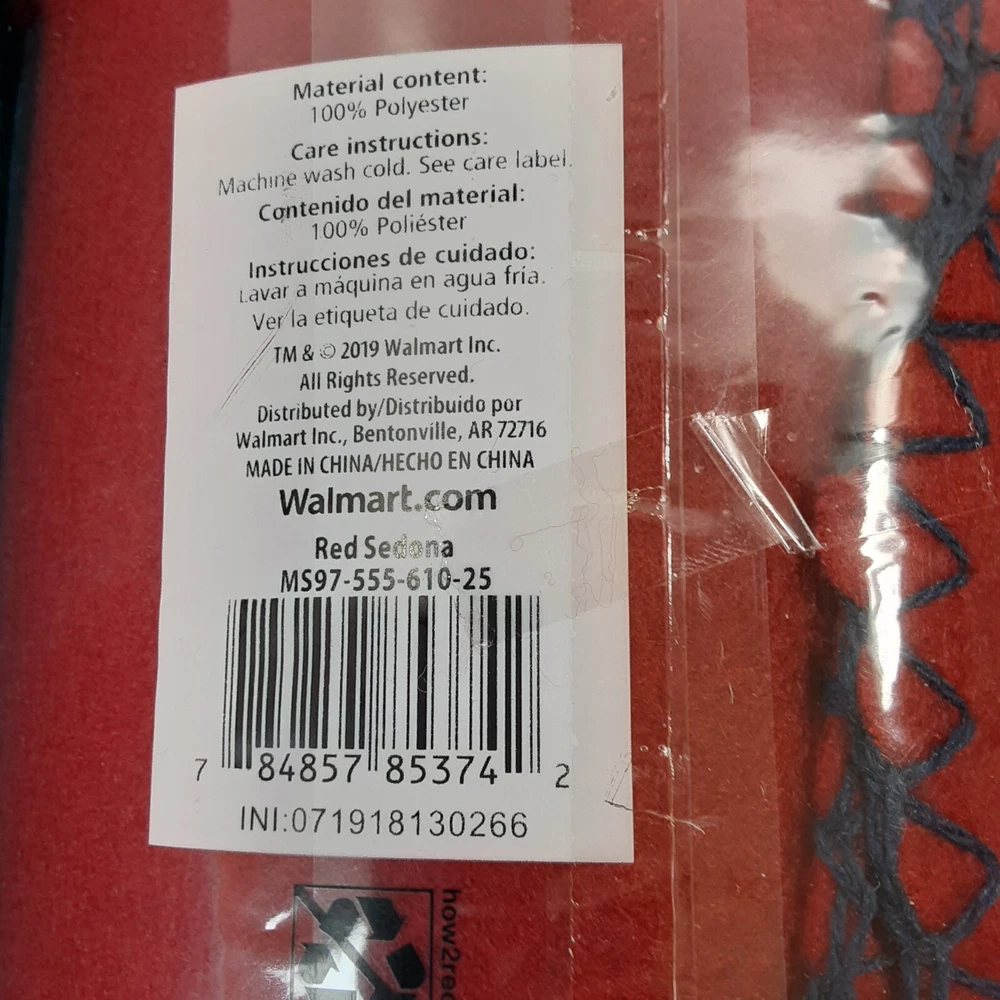 Material content:
100% Polyester
Care instructions:
Machine wash cold. See care label.
Contenido del material:
100% Poliéster
Instrucciones de cuidado:
Lavar a máquina en agua fría.
Ver la etiqueta de cuidado.
TM & © 2019 Walmart Inc.
All Rights Reserved.
Distributed by/Distribuido por
Walmart Inc., Bentonville, AR 72716
MADE IN CHINA/HECHO EN CHINA
Walmart.com
Red Sedona
MS97-555-610-25
7 84857 85374 2
INI:071918130266